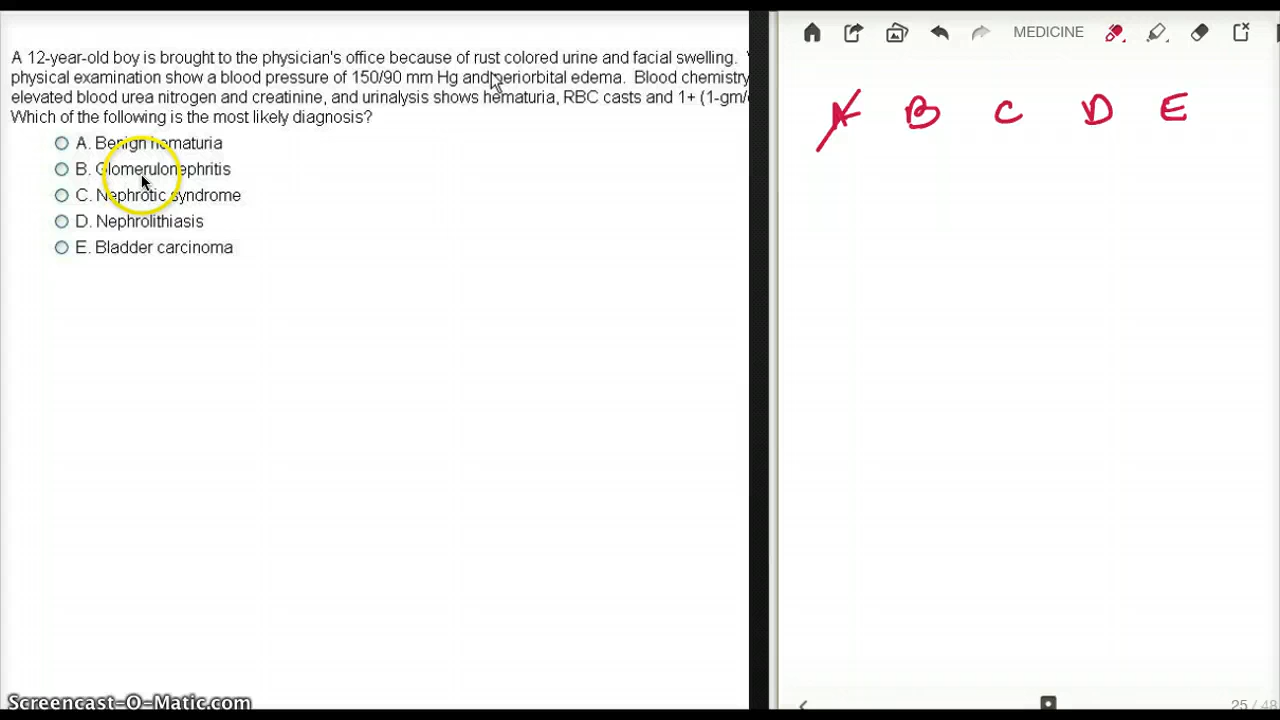 A 12-year-old boy is brought to the physician's office because of rust colored urine and facial swelling.
physical examination show a blood pressure of 150/90 mm Hg and periorbital edema. Blood chemistry
elevated blood urea nitrogen and creatinine, and urinalysis shows hematuria, RBC casts and 1+ (1-gm/
Which of the following is the most likely diagnosis?
A. Benign hematuria
B. Glomerulonephritis
C. Nephrotic syndrome
D. Nephrolithiasis
E. Bladder carcinoma
MEDICINE
A B C D E
Screencast-O-Matic.com
25 / 48